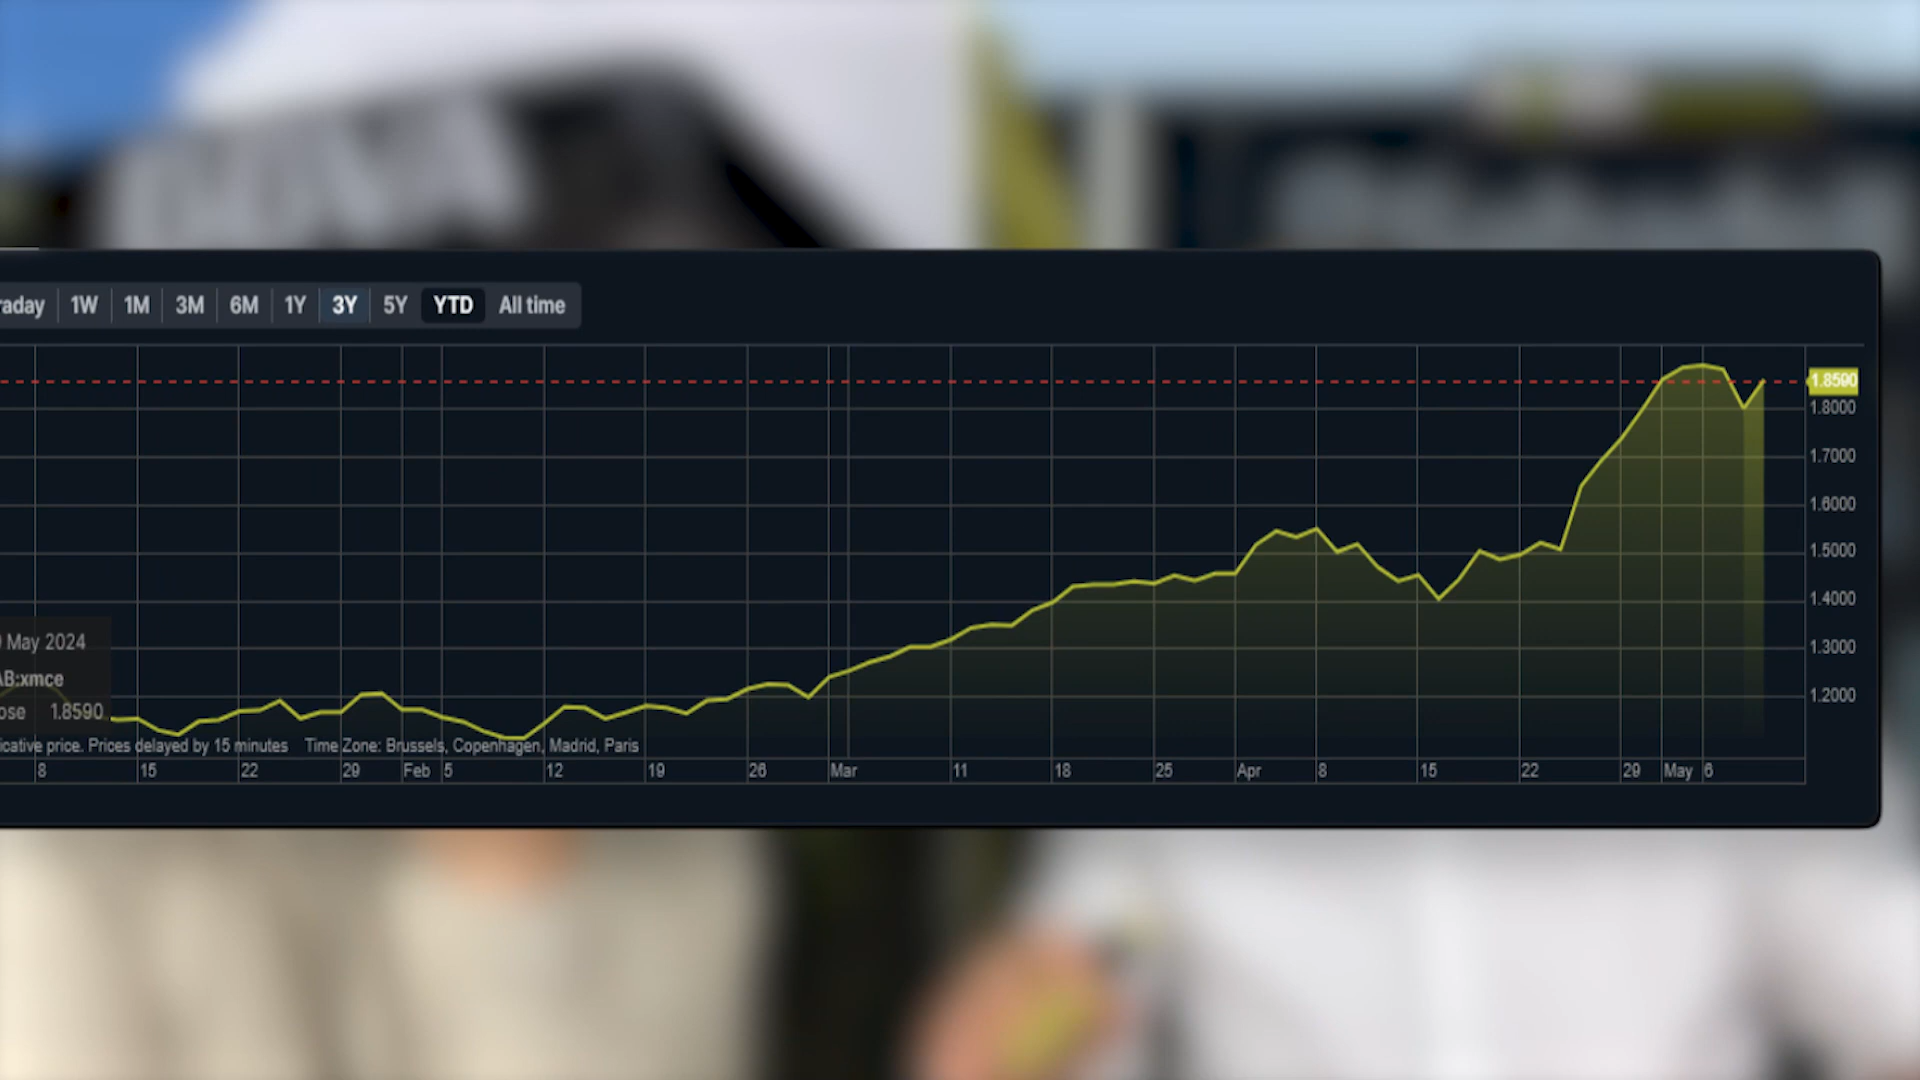 raday 1W 1M 3M 6M 1Y 3Y 5Y YTD All time
1.8590
1.8000
1.7000
1.6000
1.5000
1.4000
1.3000
1.2000
May 2024
AB:xmce
ose 1.8590
icative price. Prices delayed by 15 minutes Time Zone: Brussels, Copenhagen, Madrid, Paris
8 15 22 29 Feb 5 12 19 26 Mar 11 18 25 Apr 8 15 22 29 May 6